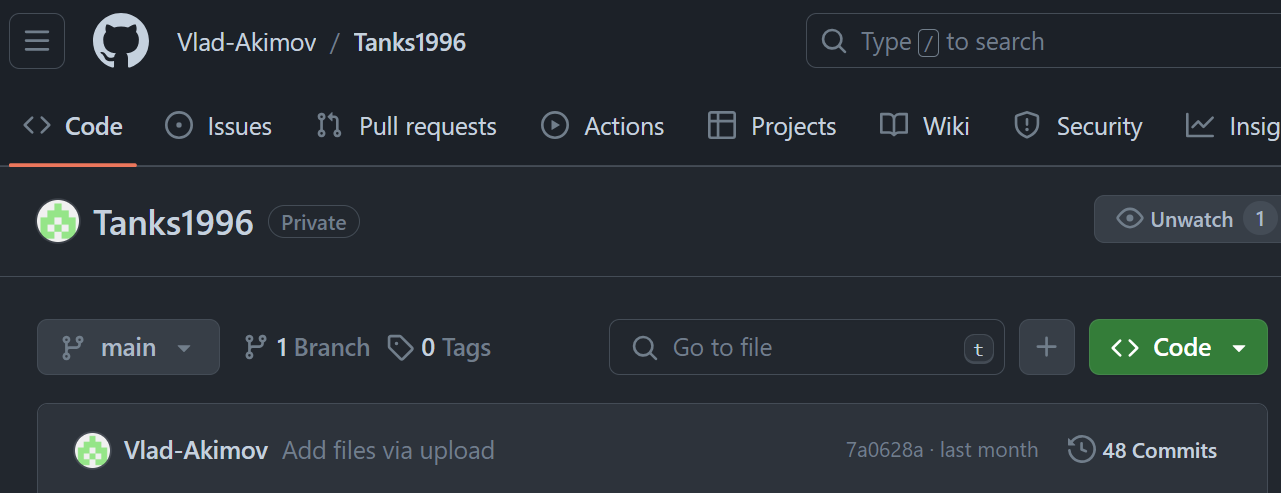 Vlad-Akimov / Tanks1996 Type / to search
Code Issues Pull requests Actions Projects Wiki Security Insig
Tanks1996 Private Unwatch 1
main 1 Branch 0 Tags Go to file t + Code
Vlad-Akimov Add files via upload 7a0628a · last month 48 Commits